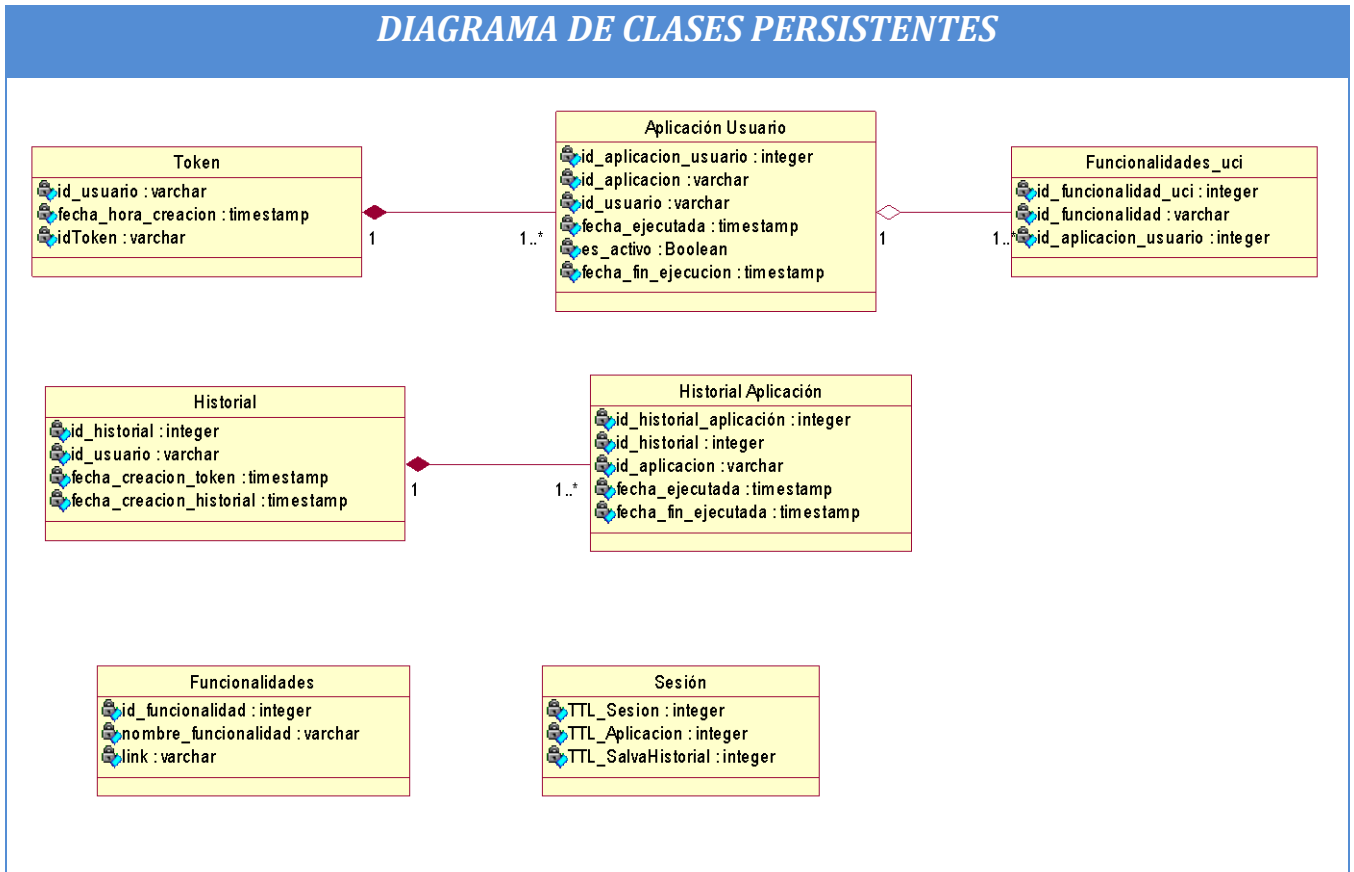 DIAGRAMA DE CLASES PERSISTENTES
Token
id_usuario : varchar
fecha_hora_creacion : timestamp
idToken : varchar
1
1..*
Aplicación Usuario
id_aplicacion_usuario : integer
id_aplicacion : varchar
id_usuario : varchar
fecha_ejecutada : timestamp
es_activo : Boolean
fecha_fin_ejecucion : timestamp
1
1..*
Funcionalidades_uci
id_funcionalidad_uci : integer
id_funcionalidad : varchar
id_aplicacion_usuario : integer
Historial
id_historial : integer
id_usuario : varchar
fecha_creacion_token : timestamp
fecha_creacion_historial : timestamp
1
1..*
Historial Aplicación
id_historial_aplicación : integer
id_historial : integer
id_aplicacion : varchar
fecha_ejecutada : timestamp
fecha_fin_ejecutada : timestamp
Funcionalidades
id_funcionalidad : integer
nombre_funcionalidad : varchar
link : varchar
Sesión
TTL_Sesion : integer
TTL_Aplicacion : integer
TTL_SalvaHistorial : integer